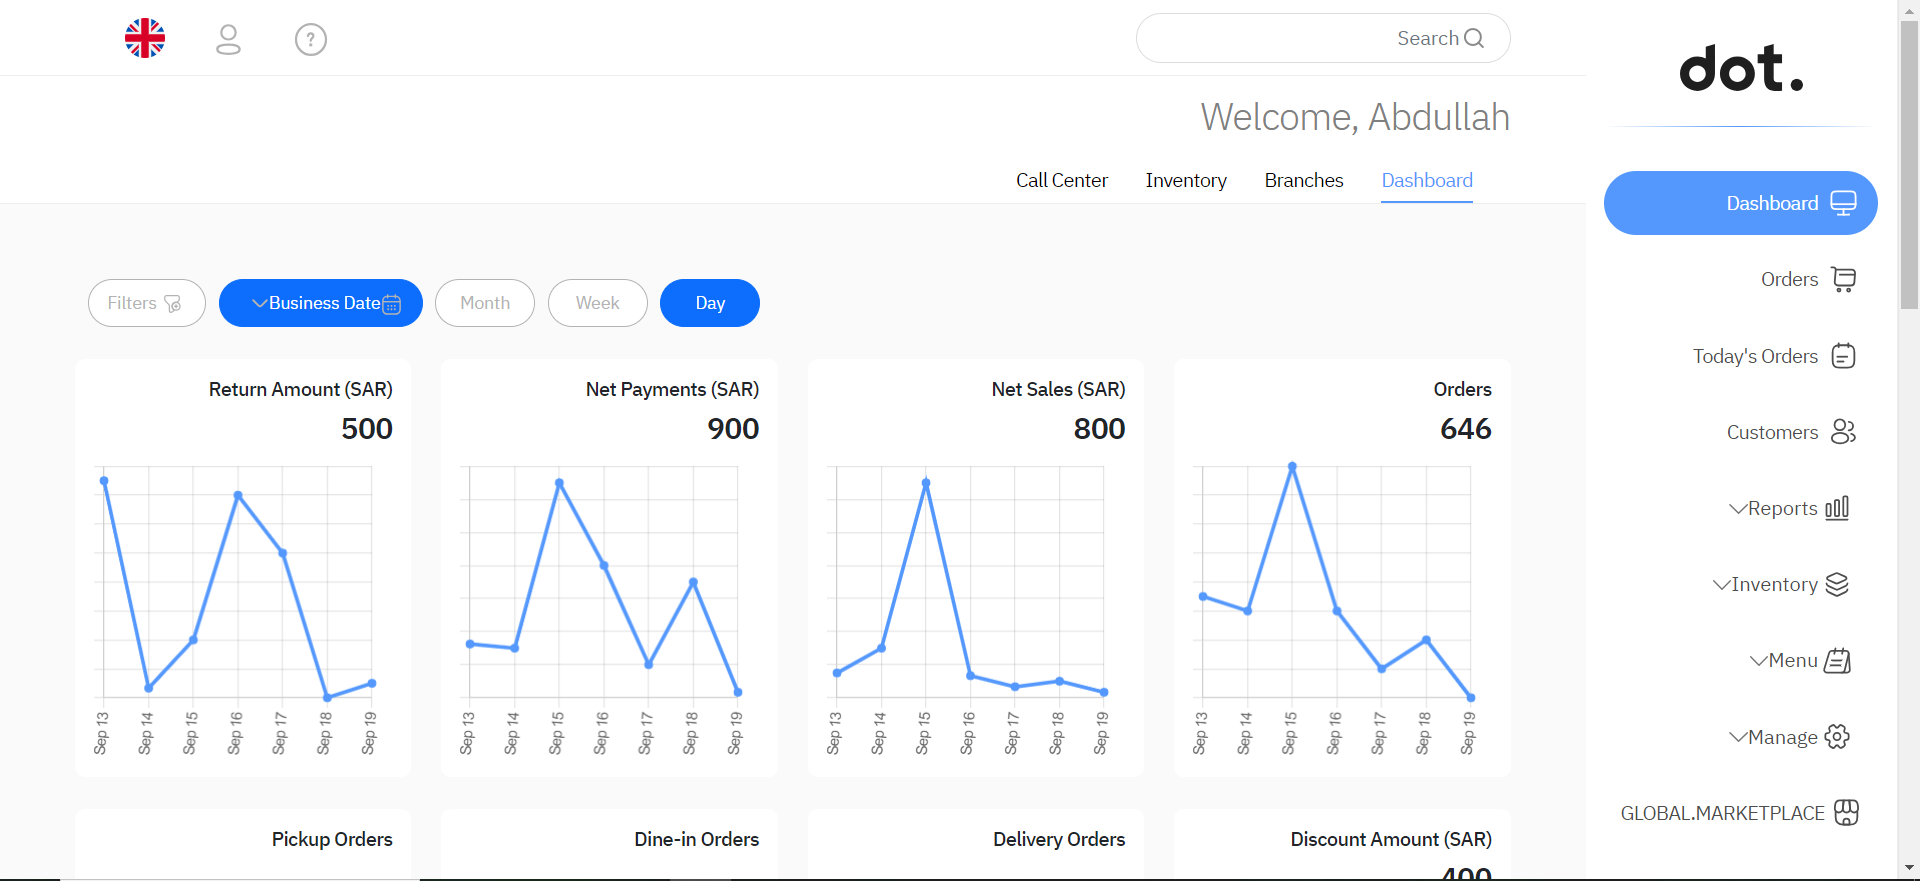 Search
dot.
Welcome, Abdullah
Call Center
Inventory
Branches
Dashboard
Dashboard
Orders
Today's Orders
Customers
Reports
Inventory
Menu
Manage
GLOBAL.MARKETPLACE
Filters
Business Date
Month
Week
Day
Return Amount (SAR)
500
Sep 13
Sep 14
Sep 15
Sep 16
Sep 17
Sep 18
Sep 19
Net Payments (SAR)
900
Sep 13
Sep 14
Sep 15
Sep 16
Sep 17
Sep 18
Sep 19
Net Sales (SAR)
800
Sep 13
Sep 14
Sep 15
Sep 16
Sep 17
Sep 18
Sep 19
Orders
646
Sep 13
Sep 14
Sep 15
Sep 16
Sep 17
Sep 18
Sep 19
Pickup Orders
Dine-in Orders
Delivery Orders
Discount Amount (SAR)
400